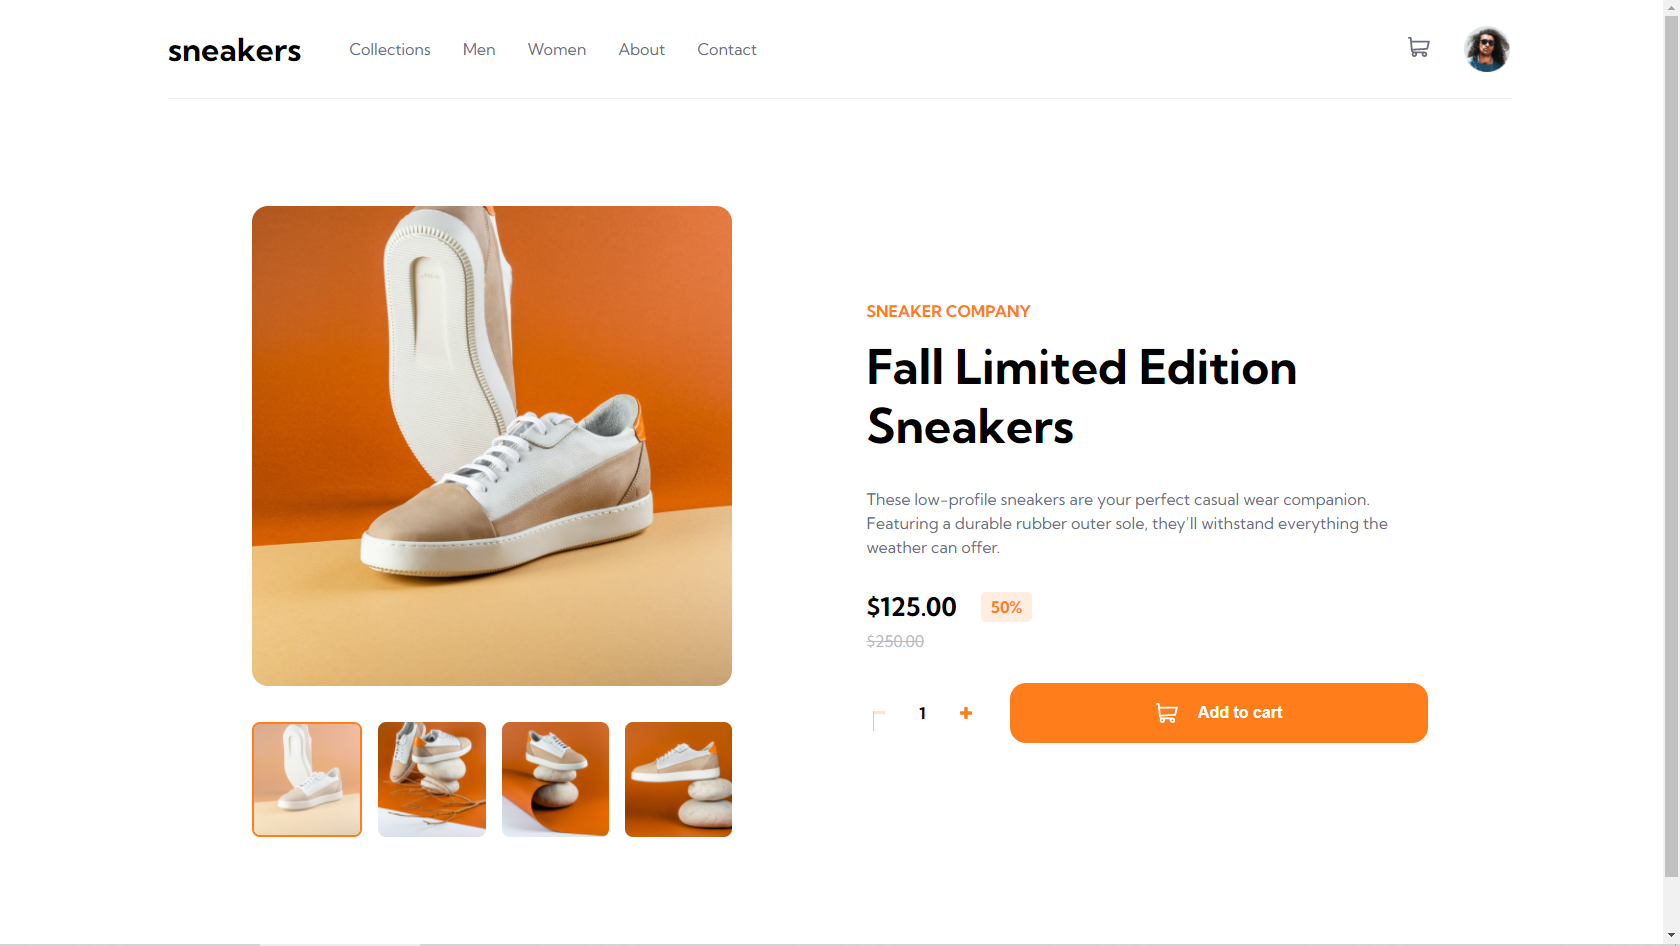 sneakers
Collections Men Women About Contact
SNEAKER COMPANY
Fall Limited Edition
Sneakers
These low-profile sneakers are your perfect casual wear companion.
Featuring a durable rubber outer sole, they'll withstand everything the
weather can offer.
$125.00 50%
$250.00
1 + Add to cart